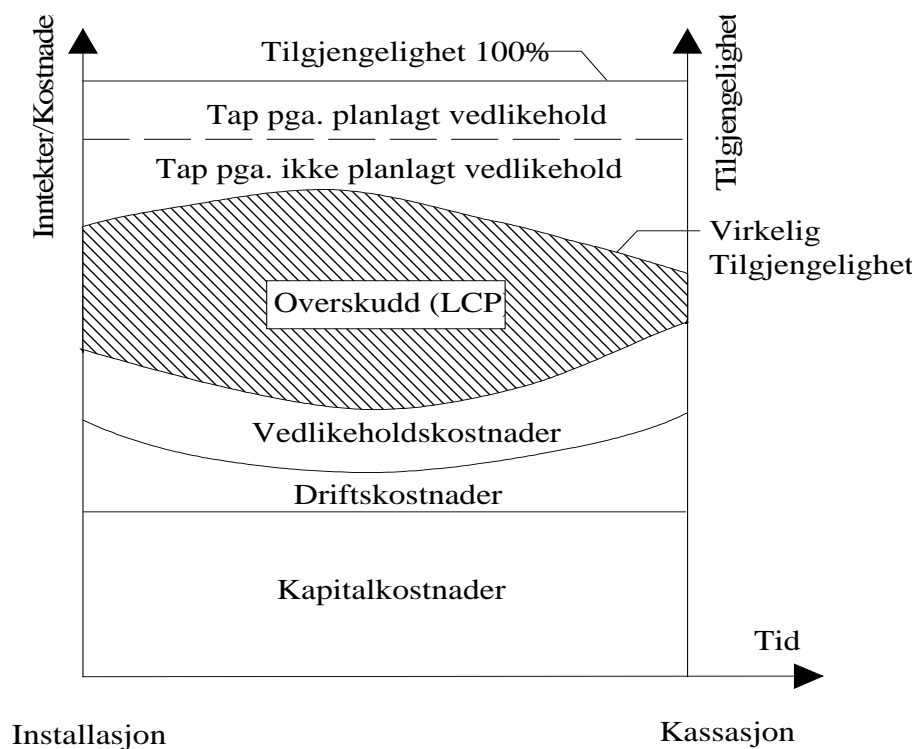 Inntekter/Kostnade
Tilgjengelighet 100%
Tilgjengelighet
Tap pga. planlagt vedlikehold
Tap pga. ikke planlagt vedlikehold
Virkelig
Tilgjengelighet
Overskudd (LCP
Vedlikeholdskostnader
Driftskostnader
Kapitalkostnader
Tid
Installasjon
Kassasjon